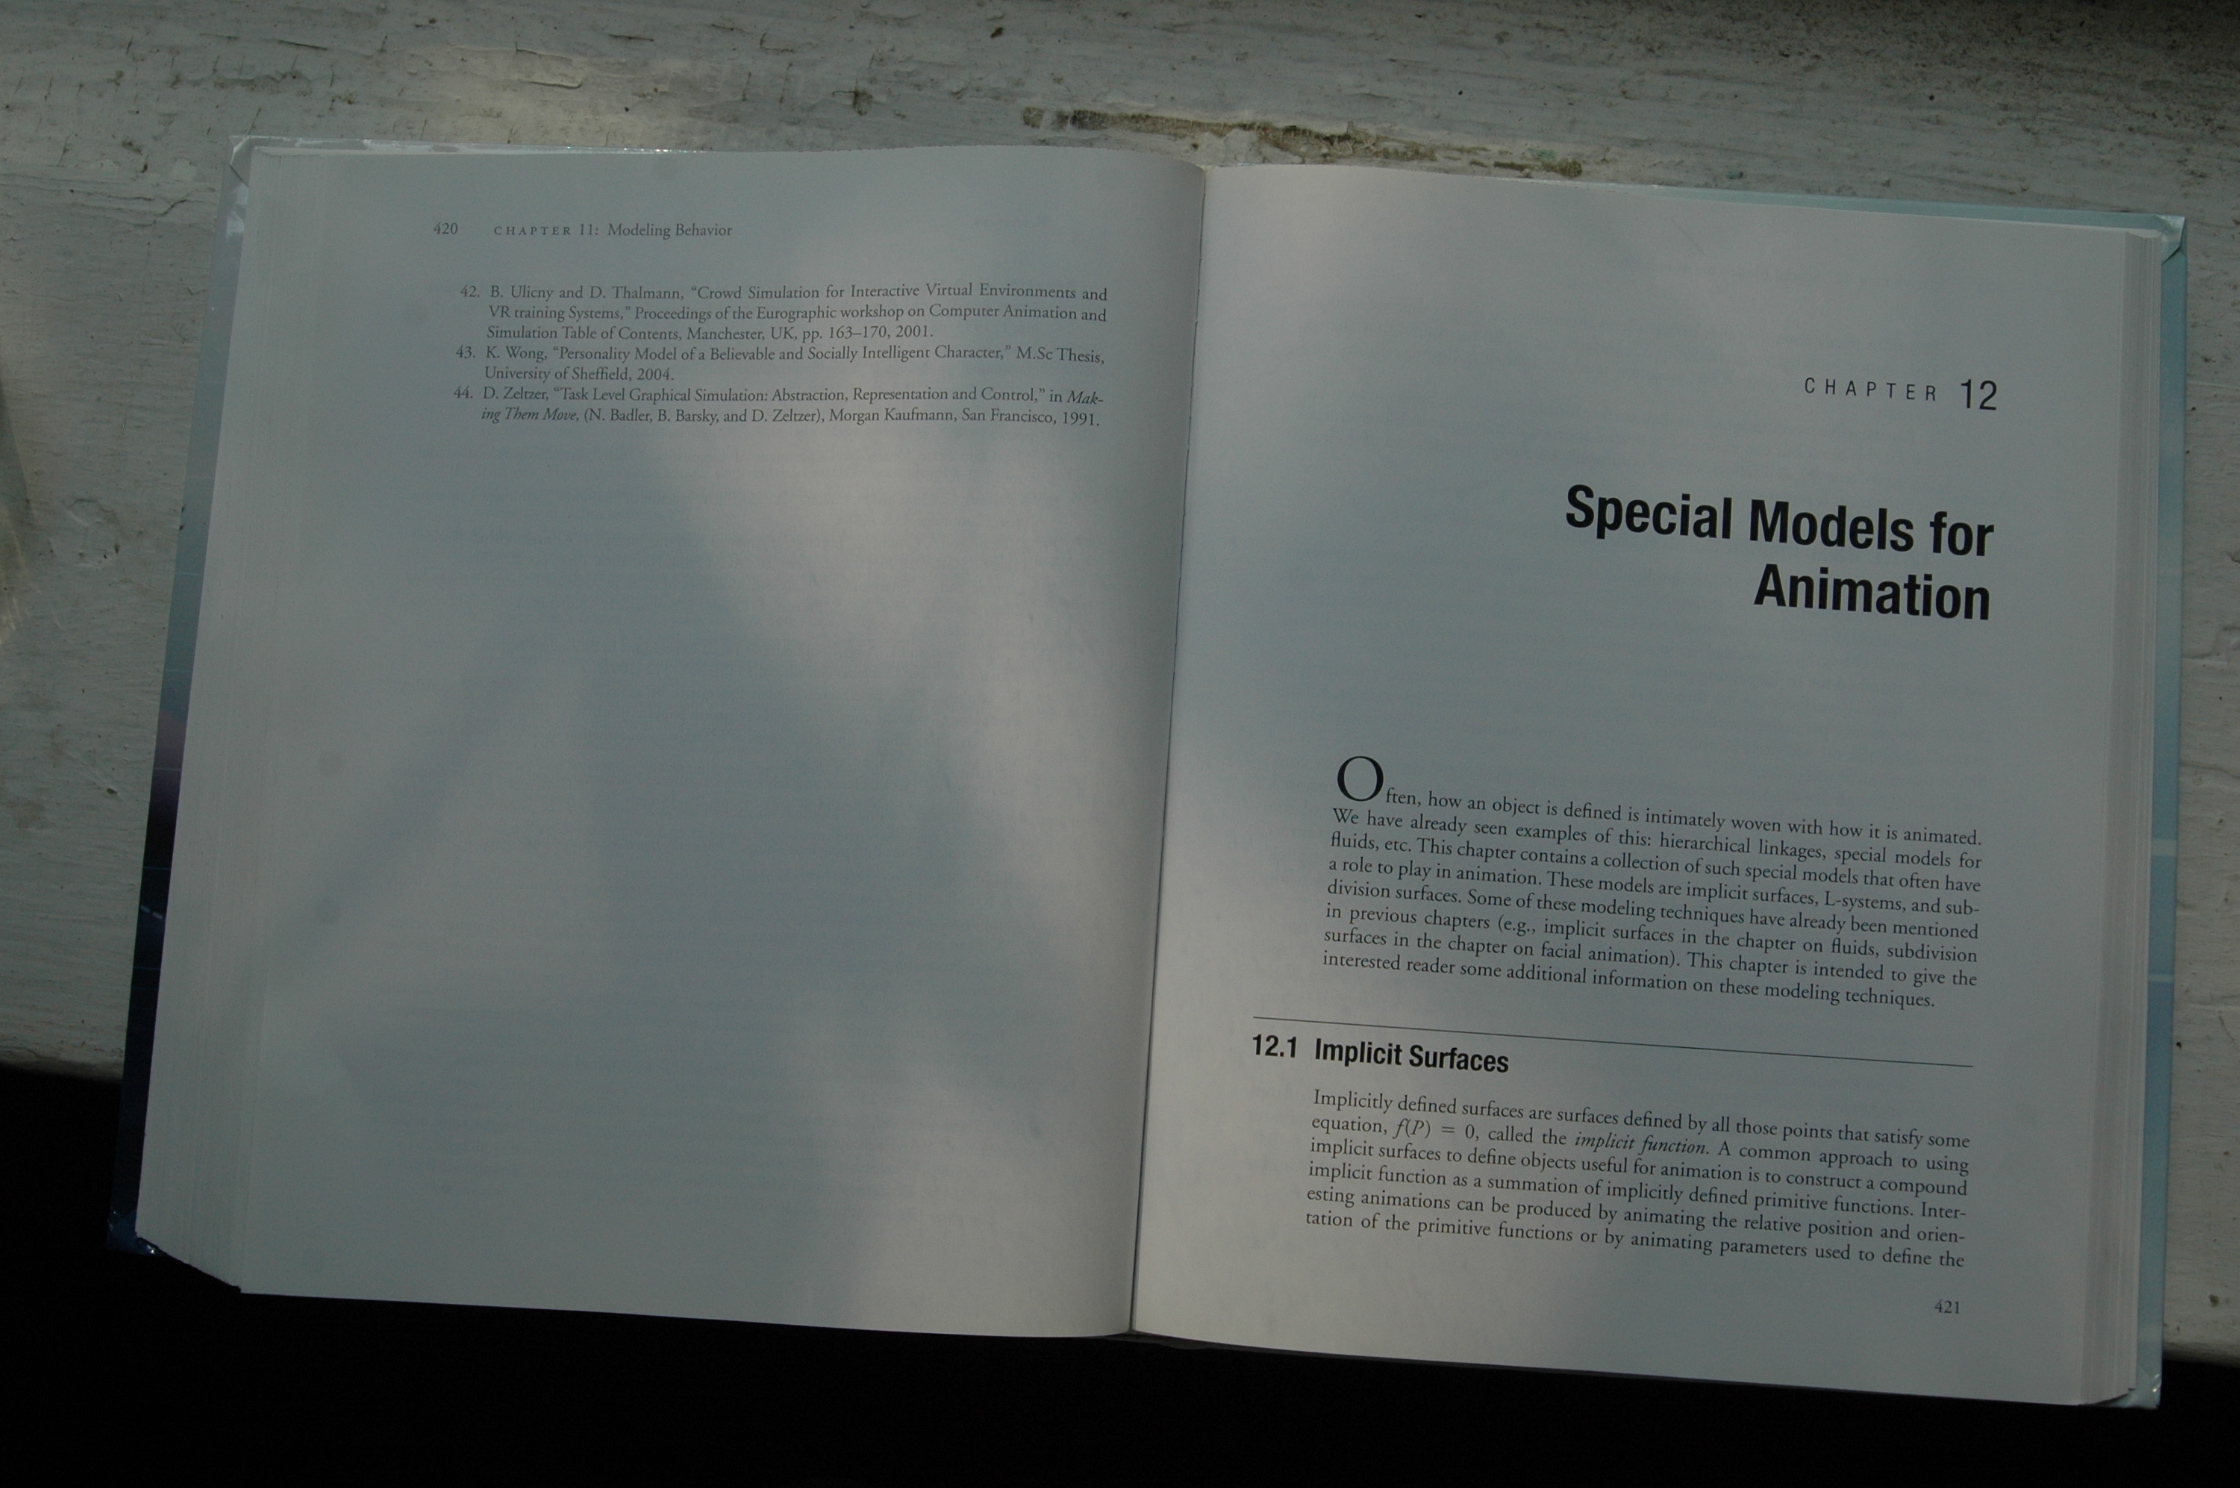 420 CHAPTER 11: Modeling Behavior
42. B. Ulicny and D. Thalmann, “Crowd Simulation for Interactive Virtual Environments and
VR training Systems,” Proceedings of the Eurographic workshop on Computer Animation and
Simulation Table of Contents, Manchester, UK, pp. 163–170, 2001.
43. K. Wong, “Personality Model of a Believable and Socially Intelligent Character,” M.Sc Thesis,
University of Sheffield, 2004.
44. D. Zeltzer, “Task Level Graphical Simulation: Abstraction, Representation and Control,” in Mak-
ing Them Move, (N. Badler, B. Barsky, and D. Zeltzer), Morgan Kaufmann, San Francisco, 1991.
CHAPTER 12
Special Models for
Animation
Often, how an object is defined is intimately woven with how it is animated.
We have already seen examples of this: hierarchical linkages, special models for
fluids, etc. This chapter contains a collection of such special models that often have
a role to play in animation. These models are implicit surfaces, L-systems, and sub-
division surfaces. Some of these modeling techniques have already been mentioned
in previous chapters (e.g., implicit surfaces in the chapter on fluids, subdivision
surfaces in the chapter on facial animation). This chapter is intended to give the
interested reader some additional information on these modeling techniques.
12.1 Implicit Surfaces
Implicitly defined surfaces are surfaces defined by all those points that satisfy some
equation, f(P) = 0, called the implicit function. A common approach to using
implicit surfaces to define objects useful for animation is to construct a compound
implicit function as a summation of implicitly defined primitive functions. Inter-
esting animations can be produced by animating the relative position and orien-
tation of the primitive functions or by animating parameters used to define the
421